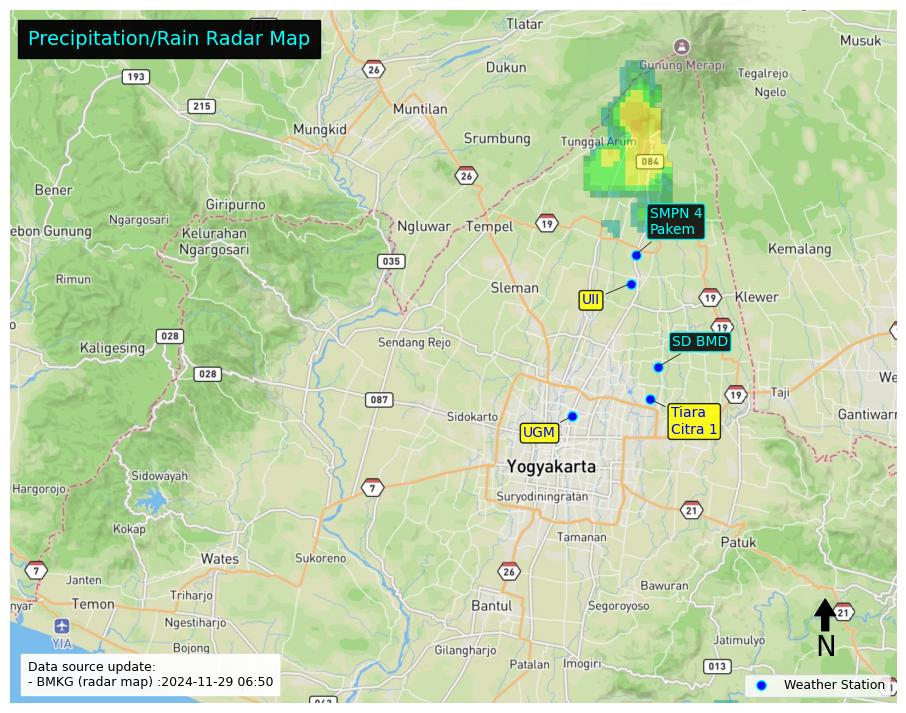 Precipitation/Rain Radar Map
Tlatar
Musuk
26
Dukun
Gunung Merapi
Tegalrejo
193
Ngelo
215
Muntilan
Mungkid
Srumbung
Tunggal Arum
084
26
Bener
Giripurno
SMPN 4
Pakem
Ngargosari
Ngluwar
Tempel
19
ebon Gunung
Kelurahan
Ngargosari
Kemalang
035
Rimun
Sleman
UII
19
Klewer
19
028
SD BMD
Kaligesing
Sendang Rejo
028
We
087
19
Taji
Sidokarto
Tiara
Citra 1
Gantiwarn
UGM
Yogyakarta
Sidowayah
Hargorojo
7
Suryodiningratan
21
Kokap
Tamanan
Patuk
Wates
Sukoreno
7
26
Janten
Bawuran
nyar
Temon
Triharjo
Bantul
Segoroyoso
21
Ngestiharjo
YIA
Jatimulyo
N
Bojong
Gilangharjo
Patalan
Imogiri
013
Data source update:
- BMKG (radar map) :2024-11-29 06:50
Weather Station